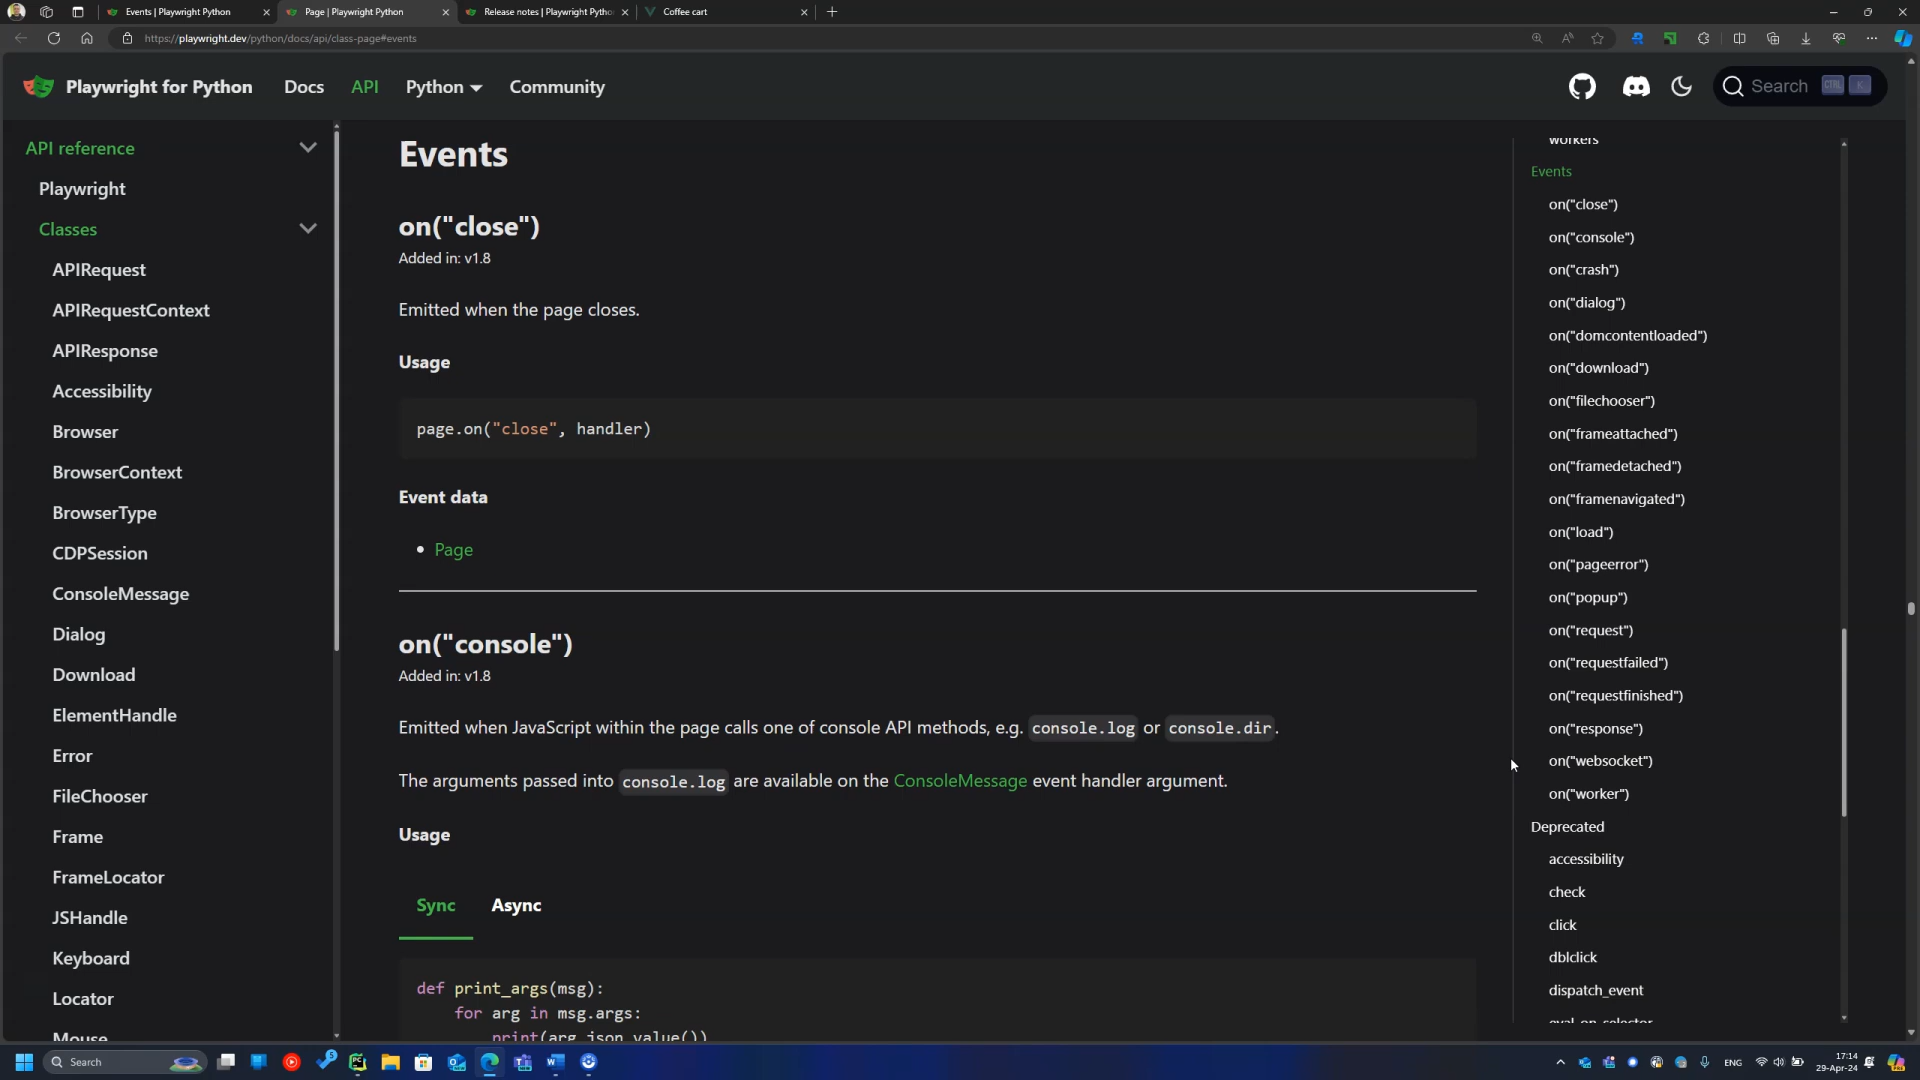 Events | Playwright Python
Page | Playwright Python
Release notes | Playwright Pytho
Coffee cart
https://playwright.dev/python/docs/api/class-page#events
Playwright for Python
Docs
API
Python
Community
Search
CTRL
K
API reference
Playwright
Classes
APIRequest
APIRequestContext
APIResponse
Accessibility
Browser
BrowserContext
BrowserType
CDPSession
ConsoleMessage
Dialog
Download
ElementHandle
Error
FileChooser
Frame
FrameLocator
JSHandle
Keyboard
Locator
Mouse
Events
on("close")
Added in: v1.8
Emitted when the page closes.
Usage
page.on("close", handler)
Event data
Page
on("console")
Added in: v1.8
Emitted when JavaScript within the page calls one of console API methods, e.g. console.log or console.dir.
The arguments passed into console.log are available on the ConsoleMessage event handler argument.
Usage
Sync
Async
def print_args(msg):
for arg in msg.args:
print(arg.json_value())
workers
Events
on("close")
on("console")
on("crash")
on("dialog")
on("domcontentloaded")
on("download")
on("filechooser")
on("frameattached")
on("framedetached")
on("framenavigated")
on("load")
on("pageerror")
on("popup")
on("request")
on("requestfailed")
on("requestfinished")
on("response")
on("websocket")
on("worker")
Deprecated
accessibility
check
click
dblclick
dispatch_event
eval_on_selector
Search
5
ENG
17:14
29-Apr-24